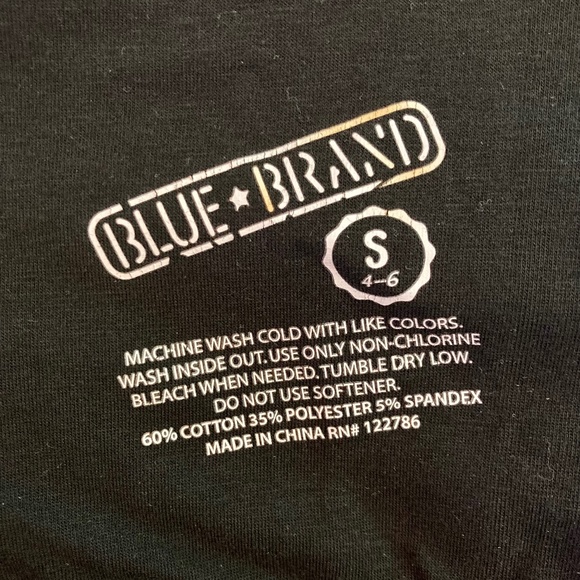 BLUE★BRAND
S
4-6
MACHINE WASH COLD WITH LIKE COLORS.
WASH INSIDE OUT. USE ONLY NON-CHLORINE
BLEACH WHEN NEEDED. TUMBLE DRY LOW.
DO NOT USE SOFTENER.
60% COTTON 35% POLYESTER 5% SPANDEX
MADE IN CHINA RN# 122786